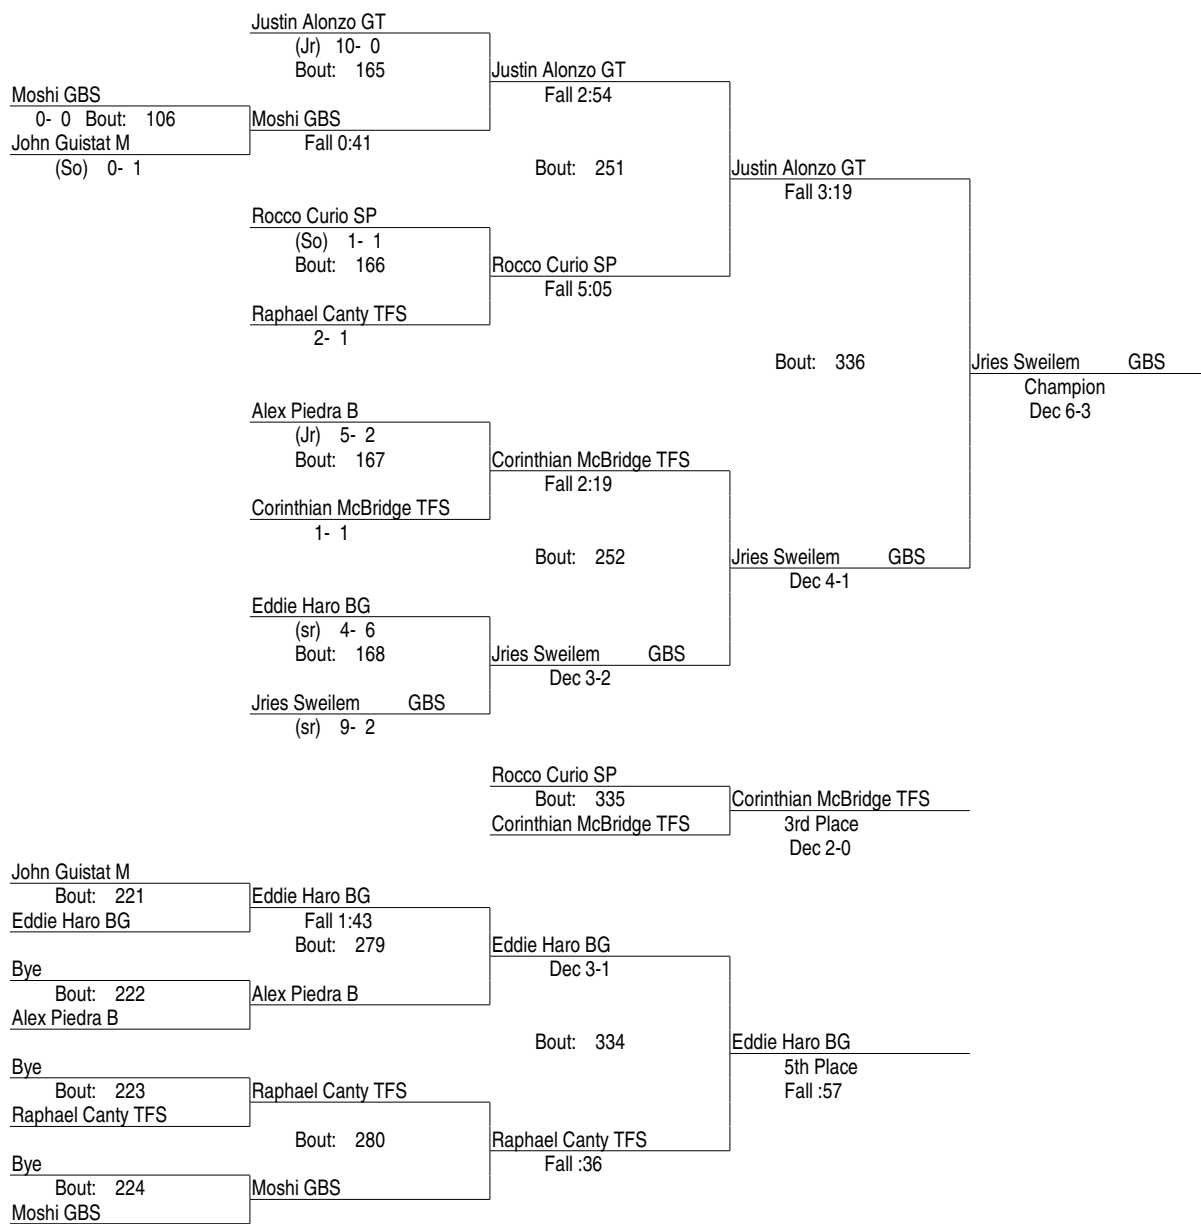 Justin Alonzo GT
(Jr) 10- 0
Bout: 165
Justin Alonzo GT
Fall 2:54
Moshi GBS
0- 0 Bout: 106
Moshi GBS
John Guistat M
Fall 0:41
(So) 0- 1
Bout: 251
Justin Alonzo GT
Fall 3:19
Rocco Curio SP
(So) 1- 1
Bout: 166
Rocco Curio SP
Fall 5:05
Raphael Canty TFS
2- 1
Bout: 336
Jries Sweilem GBS
Champion
Dec 6-3
Alex Piedra B
(Jr) 5- 2
Bout: 167
Corinthian McBridge TFS
Fall 2:19
Corinthian McBridge TFS
1- 1
Bout: 252
Jries Sweilem GBS
Dec 4-1
Eddie Haro BG
(sr) 4- 6
Bout: 168
Jries Sweilem GBS
Dec 3-2
Jries Sweilem GBS
(sr) 9- 2
Rocco Curio SP
Bout: 335
Corinthian McBridge TFS
Corinthian McBridge TFS
3rd Place
Dec 2-0
John Guistat M
Bout: 221
Eddie Haro BG
Eddie Haro BG
Fall 1:43
Bout: 279
Eddie Haro BG
Dec 3-1
Bye
Bout: 222
Alex Piedra B
Alex Piedra B
Bout: 334
Eddie Haro BG
5th Place
Fall :57
Bye
Bout: 223
Raphael Canty TFS
Raphael Canty TFS
Bout: 280
Raphael Canty TFS
Fall :36
Bye
Bout: 224
Moshi GBS
Moshi GBS